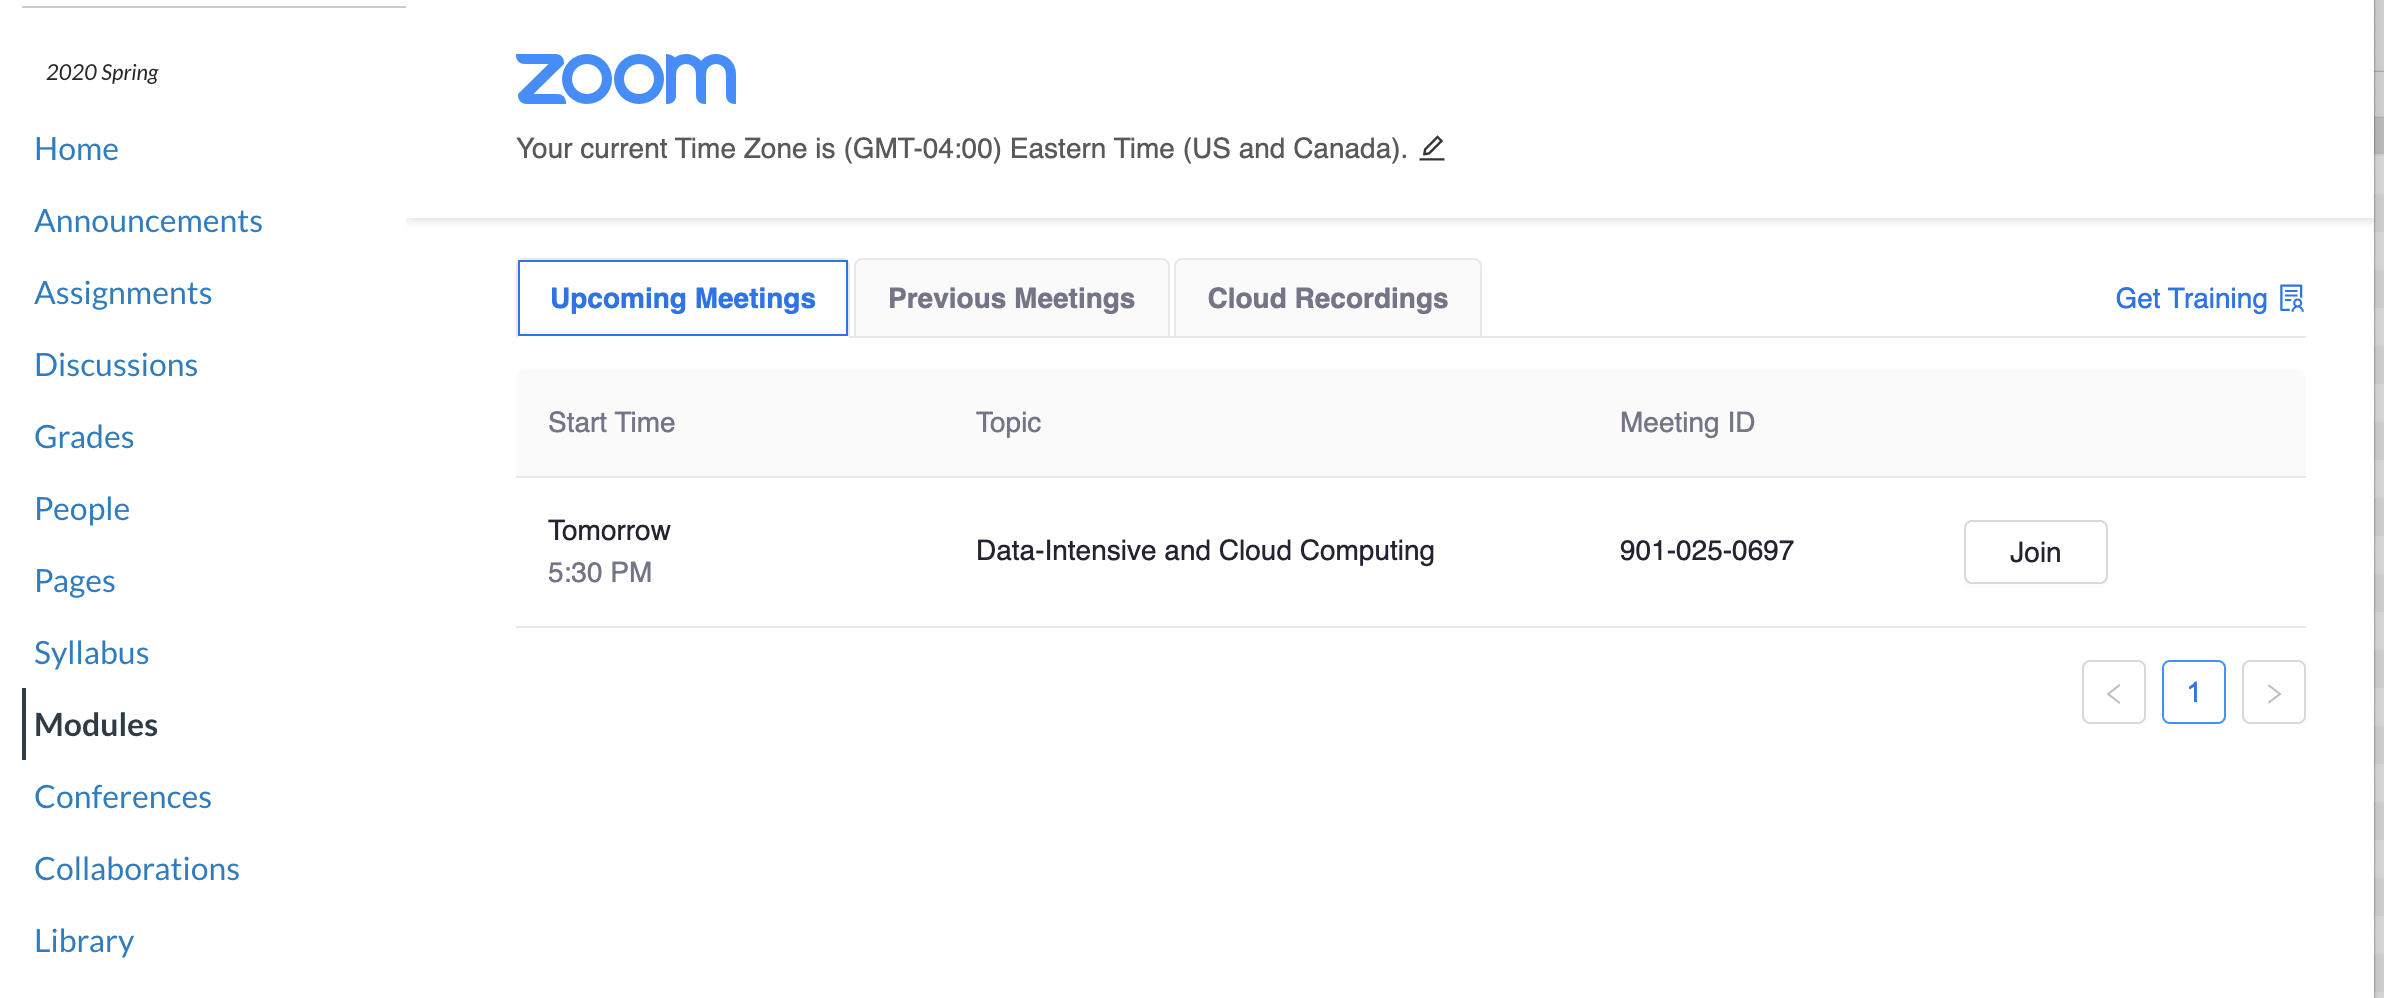 2020 Spring
Home
Announcements
Assignments
Discussions
Grades
People
Pages
Syllabus
Modules
Conferences
Collaborations
Library
zoom
Your current Time Zone is (GMT-04:00) Eastern Time (US and Canada).
Upcoming Meetings Previous Meetings Cloud Recordings Get Training
Start Time Topic Meeting ID
Tomorrow
5:30 PM
Data-Intensive and Cloud Computing 901-025-0697 Join
< 1 >